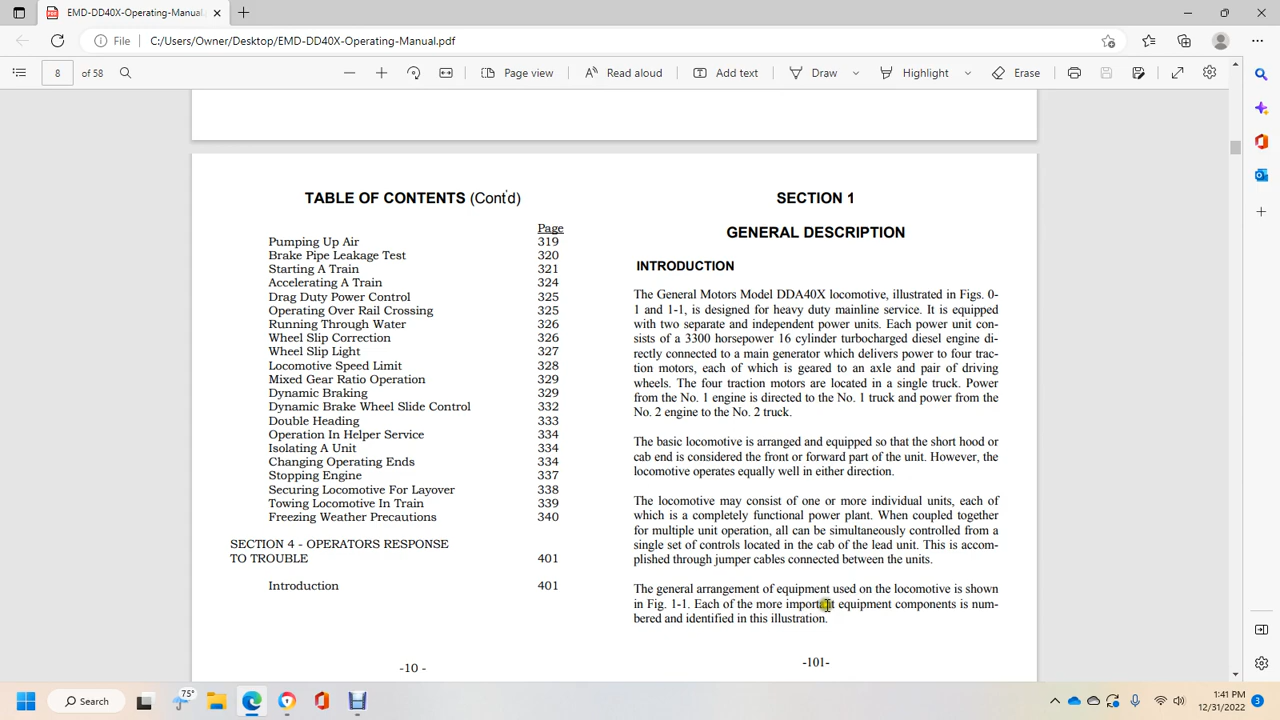 EMD-DD40X-Operating-Manual.
File C:/Users/Owner/Desktop/EMD-DD40X-Operating-Manual.pdf
8 of 58 Page view Read aloud Add text Draw Highlight Erase
TABLE OF CONTENTS (Cont'd)
Page
Pumping Up Air 319
Brake Pipe Leakage Test 320
Starting A Train 321
Accelerating A Train 324
Drag Duty Power Control 325
Operating Over Rail Crossing 325
Running Through Water 326
Wheel Slip Correction 326
Wheel Slip Light 327
Locomotive Speed Limit 328
Mixed Gear Ratio Operation 329
Dynamic Braking 329
Dynamic Brake Wheel Slide Control 332
Double Heading 333
Operation In Helper Service 334
Isolating A Unit 334
Changing Operating Ends 334
Stopping Engine 337
Securing Locomotive For Layover 338
Towing Locomotive In Train 339
Freezing Weather Precautions 340
SECTION 4 - OPERATORS RESPONSE
TO TROUBLE 401
Introduction 401
-10 -
SECTION 1
GENERAL DESCRIPTION
INTRODUCTION
The General Motors Model DDA40X locomotive, illustrated in Figs. 0-
1 and 1-1, is designed for heavy duty mainline service. It is equipped
with two separate and independent power units. Each power unit con-
sists of a 3300 horsepower 16 cylinder turbocharged diesel engine di-
rectly connected to a main generator which delivers power to four trac-
tion motors, each of which is geared to an axle and pair of driving
wheels. The four traction motors are located in a single truck. Power
from the No. 1 engine is directed to the No. 1 truck and power from the
No. 2 engine to the No. 2 truck.
The basic locomotive is arranged and equipped so that the short hood or
cab end is considered the front or forward part of the unit. However, the
locomotive operates equally well in either direction.
The locomotive may consist of one or more individual units, each of
which is a completely functional power plant. When coupled together
for multiple unit operation, all can be simultaneously controlled from a
single set of controls located in the cab of the lead unit. This is accom-
plished through jumper cables connected between the units.
The general arrangement of equipment used on the locomotive is shown
in Fig. 1-1. Each of the more important equipment components is num-
bered and identified in this illustration.
-101-
Search
75°
1:41 PM
12/31/2022
3